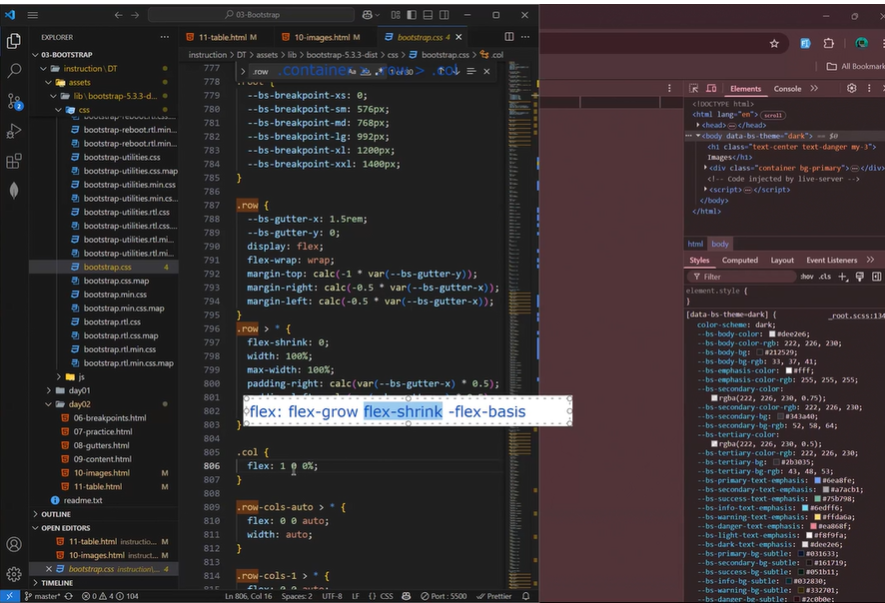 03-Bootstrap
EXPLORER
11-table.html M
10-images.html M
bootstrap.css 4
03-BOOTSTRAP
instruction > DT > assets > lib > bootstrap-5.3.3-dist > css > bootstrap.css > .col
instruction \ DT
assets
lib \ bootstrap-5.3.3-d...
css
bootstrap-reboot.rtl.min...
bootstrap-utilities.css
bootstrap-utilities.css.map
bootstrap-utilities.min.css
bootstrap-utilities.min.cs...
bootstrap-utilities.rtl.css
bootstrap-utilities.rtl.css...
bootstrap-utilities.rtl.mi...
bootstrap-utilities.rtl.mi...
bootstrap.css 4
bootstrap.css.map
bootstrap.min.css
bootstrap.min.css.map
bootstrap.rtl.css
bootstrap.rtl.css.map
bootstrap.rtl.min.css
bootstrap.rtl.min.css.map
js
day01
day02
06-breakpoints.html
07-practice.html
08-gutters.html
09-content.html
10-images.html M
11-table.html M
readme.txt
OUTLINE
OPEN EDITORS
11-table.html instruction... M
10-images.html instruct... M
bootstrap.css instruction\... 4
TIMELINE
.row
.container > .row > .col
777
778
779 --bs-breakpoint-xs: 0;
780 --bs-breakpoint-sm: 576px;
781 --bs-breakpoint-md: 768px;
782 --bs-breakpoint-lg: 992px;
783 --bs-breakpoint-xl: 1200px;
784 --bs-breakpoint-xxl: 1400px;
785 }
786
787 .row {
788 --bs-gutter-x: 1.5rem;
789 --bs-gutter-y: 0;
790 display: flex;
791 flex-wrap: wrap;
792 margin-top: calc(-1 * var(--bs-gutter-y));
793 margin-right: calc(-0.5 * var(--bs-gutter-x));
794 margin-left: calc(-0.5 * var(--bs-gutter-x));
795 }
796 .row > * {
797 flex-shrink: 0;
798 width: 100%;
799 max-width: 100%;
800 padding-right: calc(var(--bs-gutter-x) * 0.5);
801
flex: flex-grow flex-shrink -flex-basis
802
803 }
804
805 .col {
806 flex: 1 0 0%;
807 }
808
809 .row-cols-auto > * {
810 flex: 0 0 auto;
811 width: auto;
812 }
813
814 .row-cols-1 > * {
master* 0 4 104
Ln 806, Col 16 Spaces: 2 UTF-8 LF {} CSS Port : 5500 Prettier
All Bookmarks
Elements Console
<!DOCTYPE html>
<html lang="en"> scroll
<head> </head>
<body data-bs-theme="dark"> == $0
<h1 class="text-center text-danger my-3">
Images</h1>
<div class="container bg-primary"> </div>
<!-- Code injected by live-server -->
<script> </script>
</body>
</html>
html body
Styles Computed Layout Event Listeners
Filter :hov .cls
element.style {
}
[data-bs-theme=dark] { _root.scss:134
color-scheme: dark;
--bs-body-color: #dee2e6;
--bs-body-color-rgb: 222, 226, 230;
--bs-body-bg: #212529;
--bs-body-bg-rgb: 33, 37, 41;
--bs-emphasis-color: #fff;
--bs-emphasis-color-rgb: 255, 255, 255;
--bs-secondary-color:
rgba(222, 226, 230, 0.75);
--bs-secondary-color-rgb: 222, 226, 230;
--bs-secondary-bg: #343a40;
--bs-secondary-bg-rgb: 52, 58, 64;
--bs-tertiary-color:
rgba(222, 226, 230, 0.5);
--bs-tertiary-color-rgb: 222, 226, 230;
--bs-tertiary-bg: #2b3035;
--bs-tertiary-bg-rgb: 43, 48, 53;
--bs-primary-text-emphasis: #6ea8fe;
--bs-secondary-text-emphasis: #a7acb1;
--bs-success-text-emphasis: #75b798;
--bs-info-text-emphasis: #6edff6;
--bs-warning-text-emphasis: #ffda6a;
--bs-danger-text-emphasis: #ea868f;
--bs-light-text-emphasis: #f8f9fa;
--bs-dark-text-emphasis: #dee2e6;
--bs-primary-bg-subtle: #031633;
--bs-secondary-bg-subtle: #161719;
--bs-success-bg-subtle: #051b11;
--bs-info-bg-subtle: #032830;
--bs-warning-bg-subtle: #332701;
--bs-danger-bg-subtle: #2c0b0e;